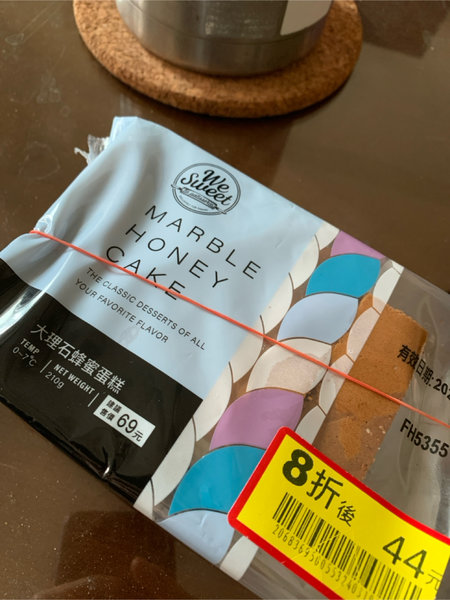 We
Sweet
MARBLE
HONEY
CAKE
THE CLASSIC DESSERTS OF ALL
YOUR FAVORITE FLAVOR
大理石蜂蜜蛋糕
TEMP
0~7°C
NET WEIGHT
210g
建議
售價
69元
有效日期:202
FH5355
8折後
44元